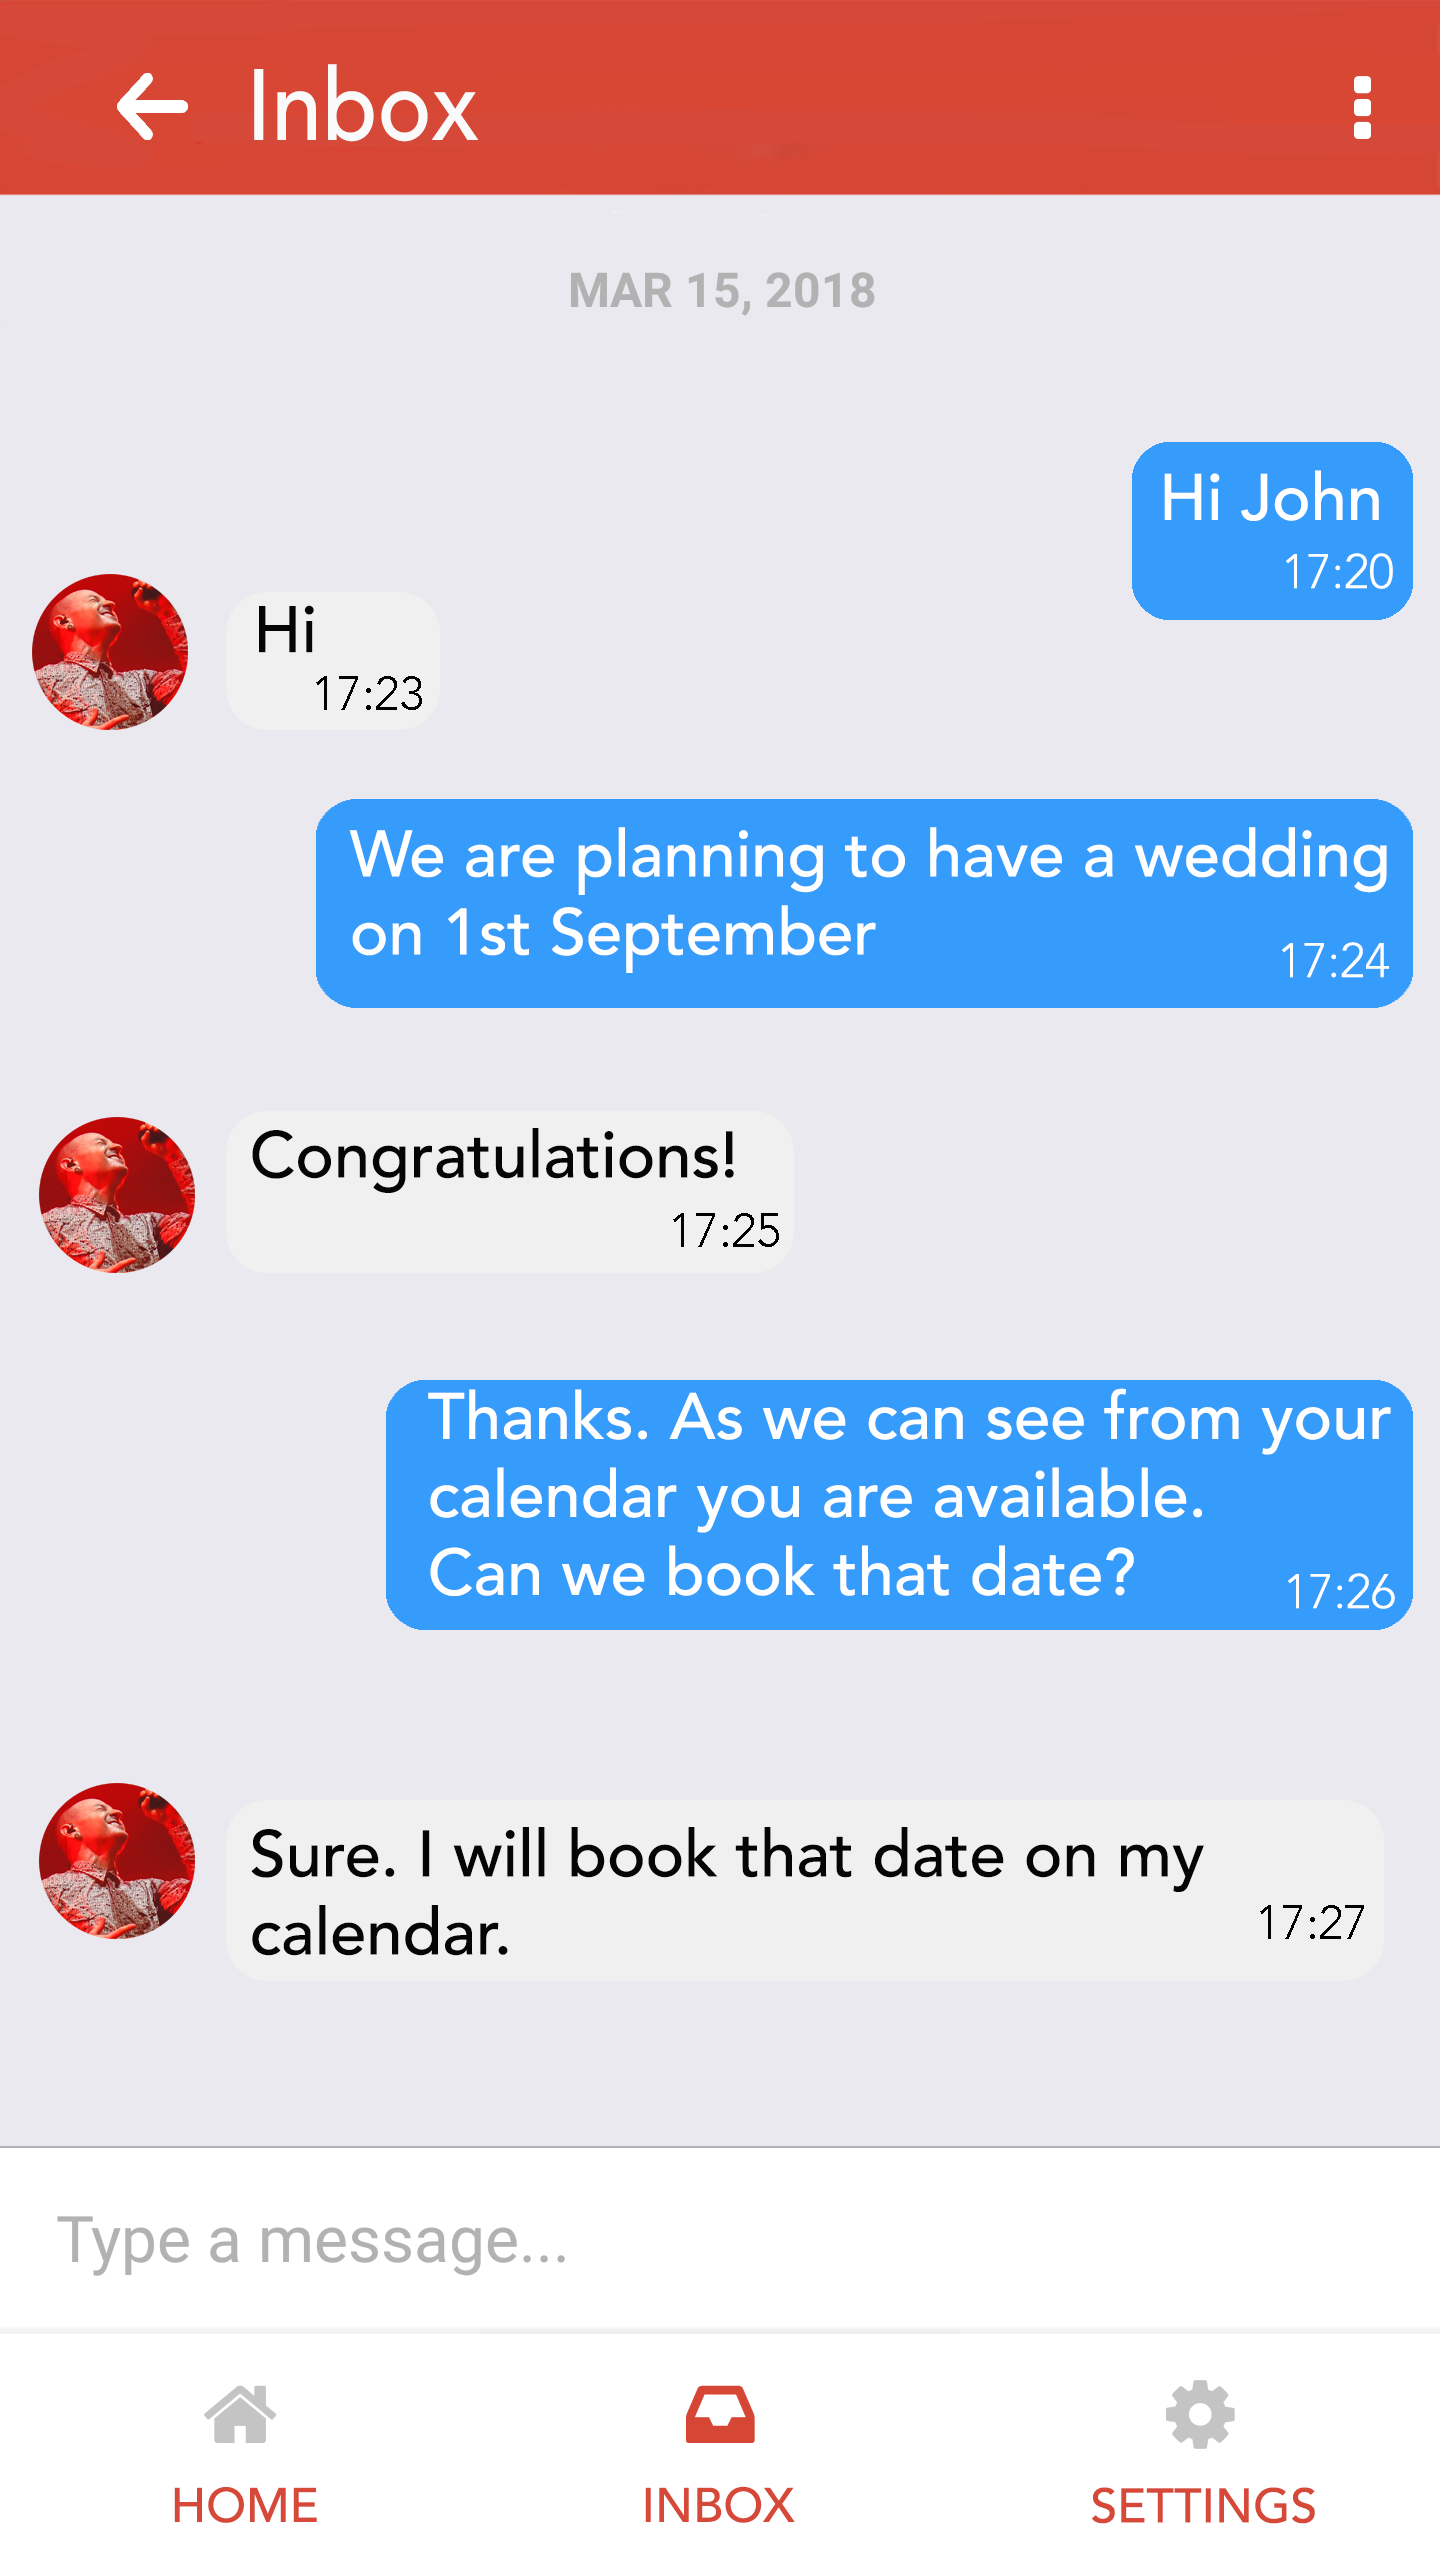 Inbox
MAR 15, 2018
Hi John
17:20
Hi
17:23
We are planning to have a wedding
on 1st September
17:24
Congratulations!
17:25
Thanks. As we can see from your
calendar you are available.
Can we book that date?
17:26
Sure. I will book that date on my
calendar.
17:27
Type a message...
HOME
INBOX
SETTINGS